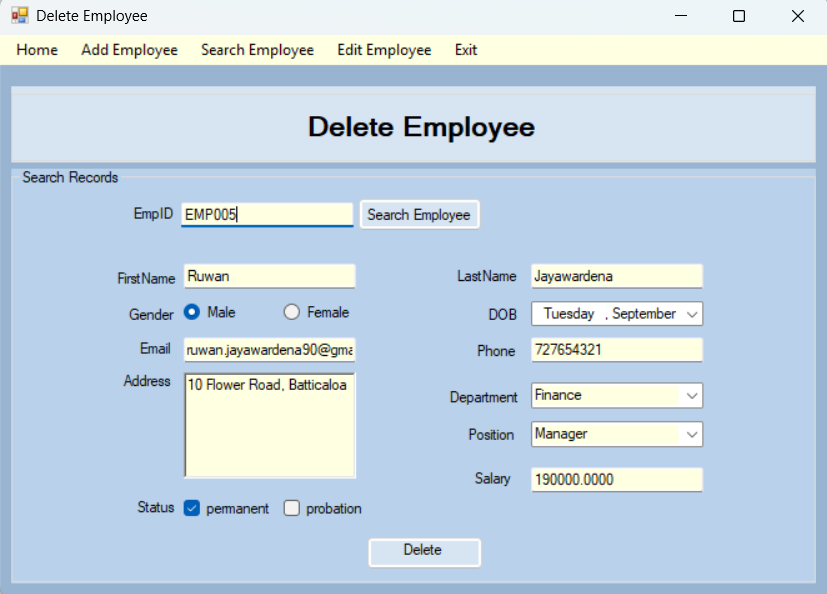 Delete Employee
Home Add Employee Search Employee Edit Employee Exit
Delete Employee
Search Records
EmpID EMP005 Search Employee
FirstName Ruwan LastName Jayawardena
Gender Male Female DOB Tuesday , September
Email ruwan.jayawardena90@gma Phone 727654321
Address 10 Flower Road, Batticaloa
Department Finance
Position Manager
Salary 190000.0000
Status permanent probation
Delete